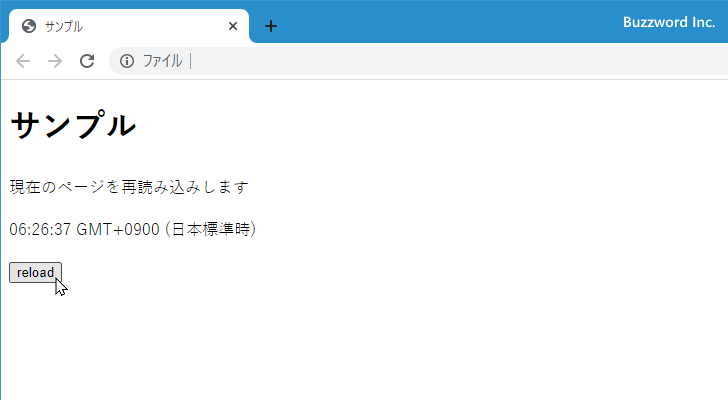 サンプル
Buzzword Inc.
ファイル
サンプル
現在のページを再読み込みします
06:26:37 GMT+0900 (日本標準時)
reload